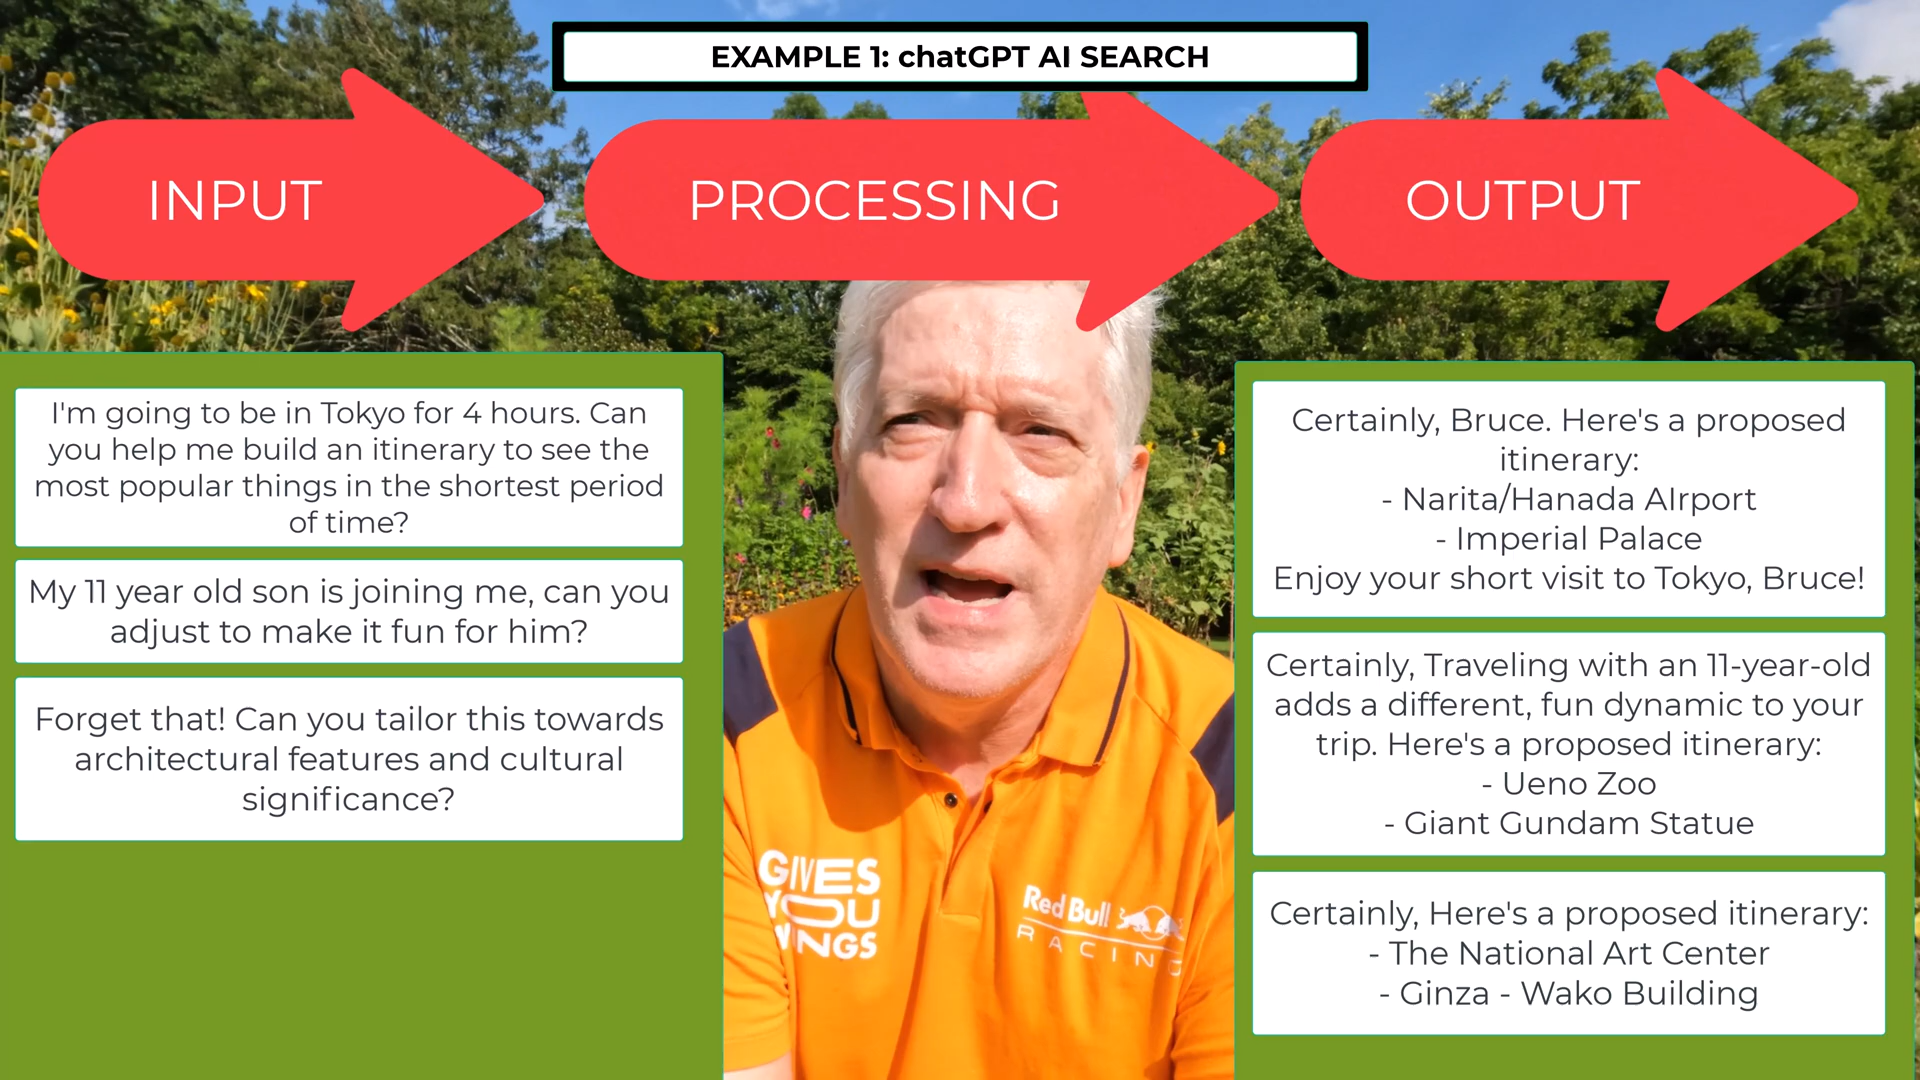 EXAMPLE 1: chatGPT AI SEARCH
INPUT
PROCESSING
OUTPUT
I'm going to be in Tokyo for 4 hours. Can
you help me build an itinerary to see the
most popular things in the shortest period
of time?
My 11 year old son is joining me, can you
adjust to make it fun for him?
Forget that! Can you tailor this towards
architectural features and cultural
significance?
Certainly, Bruce. Here's a proposed
itinerary:
- Narita/Hanada AIrport
- Imperial Palace
Enjoy your short visit to Tokyo, Bruce!
Certainly, Traveling with an 11-year-old
adds a different, fun dynamic to your
trip. Here's a proposed itinerary:
- Ueno Zoo
- Giant Gundam Statue
Certainly, Here's a proposed itinerary:
- The National Art Center
- Ginza - Wako Building
GIVES
YOU
WINGS
Red Bull
RACING